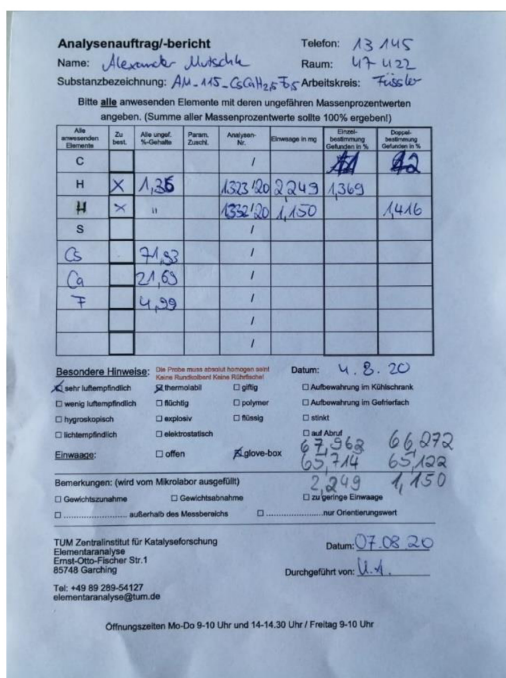 Analysenauftrag/-bericht Telefon: 13 145
Name: Alexander Mutschke Raum: 47422
Substanzbezeichnung: AM-115-CsCaH2,5F0,5 Arbeitskreis: Fässler
Bitte alle anwesenden Elemente mit deren ungefähren Massenprozentwerten
angeben. (Summe aller Massenprozentwerte sollte 100% ergeben!)
Alle anwesenden Elemente Zu best. Alle ungef. %-Gehalte Param. Zuschl. Analysen-Nr. Einwaage in mg Einzel-bestimmung Gefunden in % Doppel-bestimmung Gefunden in %
C /
H X 1,35 1323/20 2,249 1,369
H X " 1332/20 1,150 1,416
S /
Cs 71,93 /
Ca 21,69 /
F 4,99 /
/
/
Besondere Hinweise: Die Probe muss absolut homogen sein! Datum: 4.8.20
Keine Rundkolben! Keine Rührfische!
sehr luftempfindlich thermolabil giftig Aufbewahrung im Kühlschrank
wenig luftempfindlich flüchtig polymer Aufbewahrung im Gefrierfach
hygroskopisch explosiv flüssig stinkt
lichtempfindlich elektrostatisch auf Abruf
67,962 66,272
Einwaage: offen glove-box 65,714 65,122
2,249 1,150
Bemerkungen: (wird vom Mikrolabor ausgefüllt)
Gewichtszunahme Gewichtsabnahme zu geringe Einwaage
........ außerhalb des Messbereichs ........nur Orientierungswert
TUM Zentralinstitut für Katalyseforschung Datum: 07.08.20
Elementaranalyse
Ernst-Otto-Fischer Str.1
85748 Garching Durchgeführt von:
Tel: +49 89 289-54127
elementaranalyse@tum.de
Öffnungszeiten Mo-Do 9-10 Uhr und 14-14.30 Uhr / Freitag 9-10 Uhr